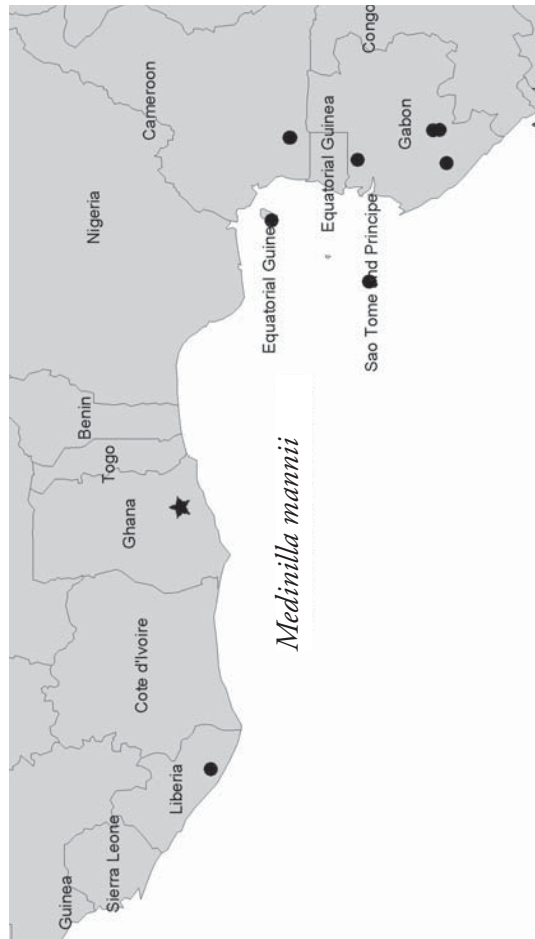 Guinea
Sierra Leone
Liberia
Cote d'Ivoire
Ghana
Togo
Benin
Nigeria
Cameroon
Equatorial Guinea
Equatorial Guinea
Sao Tome and Principe
Gabon
Congo
Medinilla mannii